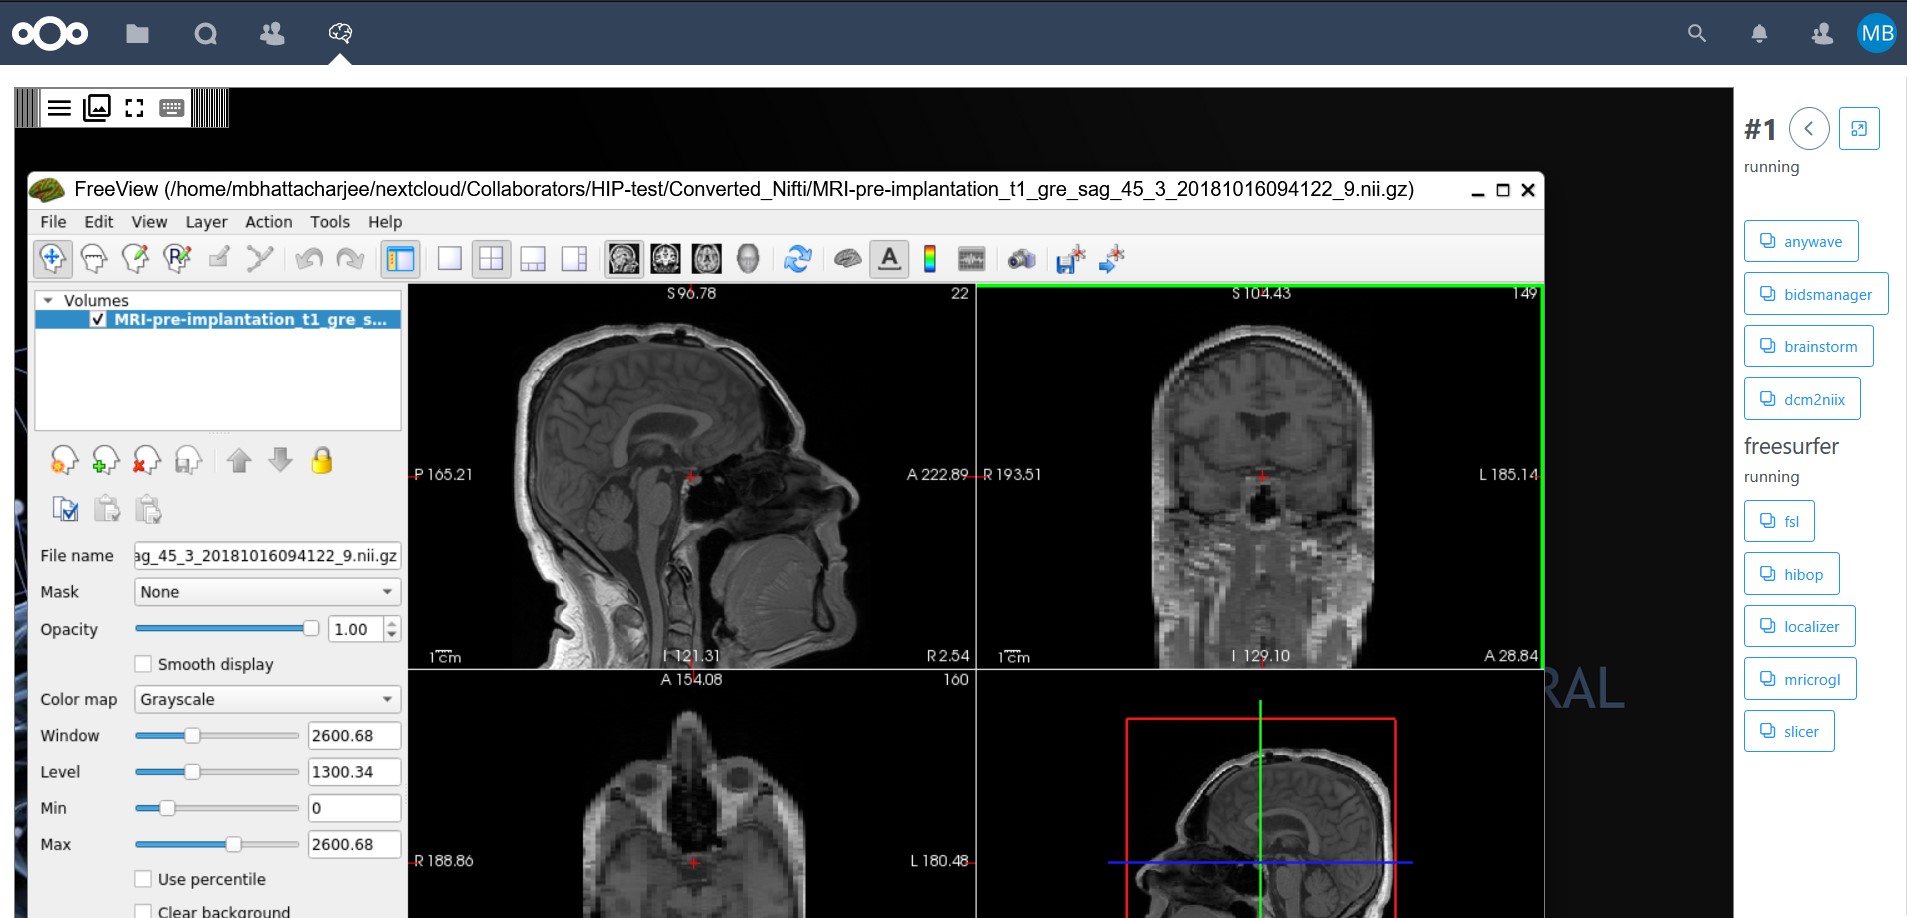 MB
#1
running
FreeView (/home/mbhattacharjee/nextcloud/Collaborators/HIP-test/Converted_Nifti/MRI-pre-implantation_t1_gre_sag_45_3_20181016094122_9.nii.gz)
File Edit View Layer Action Tools Help
A
Volumes
MRI-pre-implantation_t1_gre_s...
File name ag_45_3_20181016094122_9.nii.gz
Mask None
Opacity 1.00
Smooth display
Color map Grayscale
Window 2600.68
Level 1300.34
Min 0
Max 2600.68
Use percentile
Clear background
S 96.78 22
P 165.21 A 222.89
1 cm I 121.31 R 2.54
S 104.43 149
R 193.51 L 185.14
1 cm I 129.10 A 28.84
A 154.08 160
R 188.86 L 180.48
RAL
anywave
bidsmanager
brainstorm
dcm2niix
freesurfer
running
fsl
hibop
localizer
mricrogl
slicer